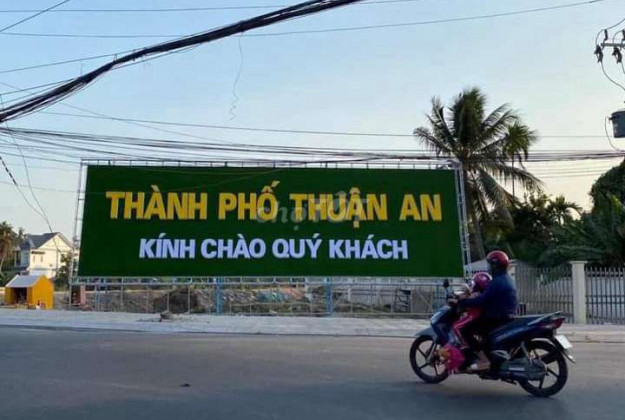 THÀNH PHỐ THUẬN AN
KÍNH CHÀO QUÝ KHÁCH